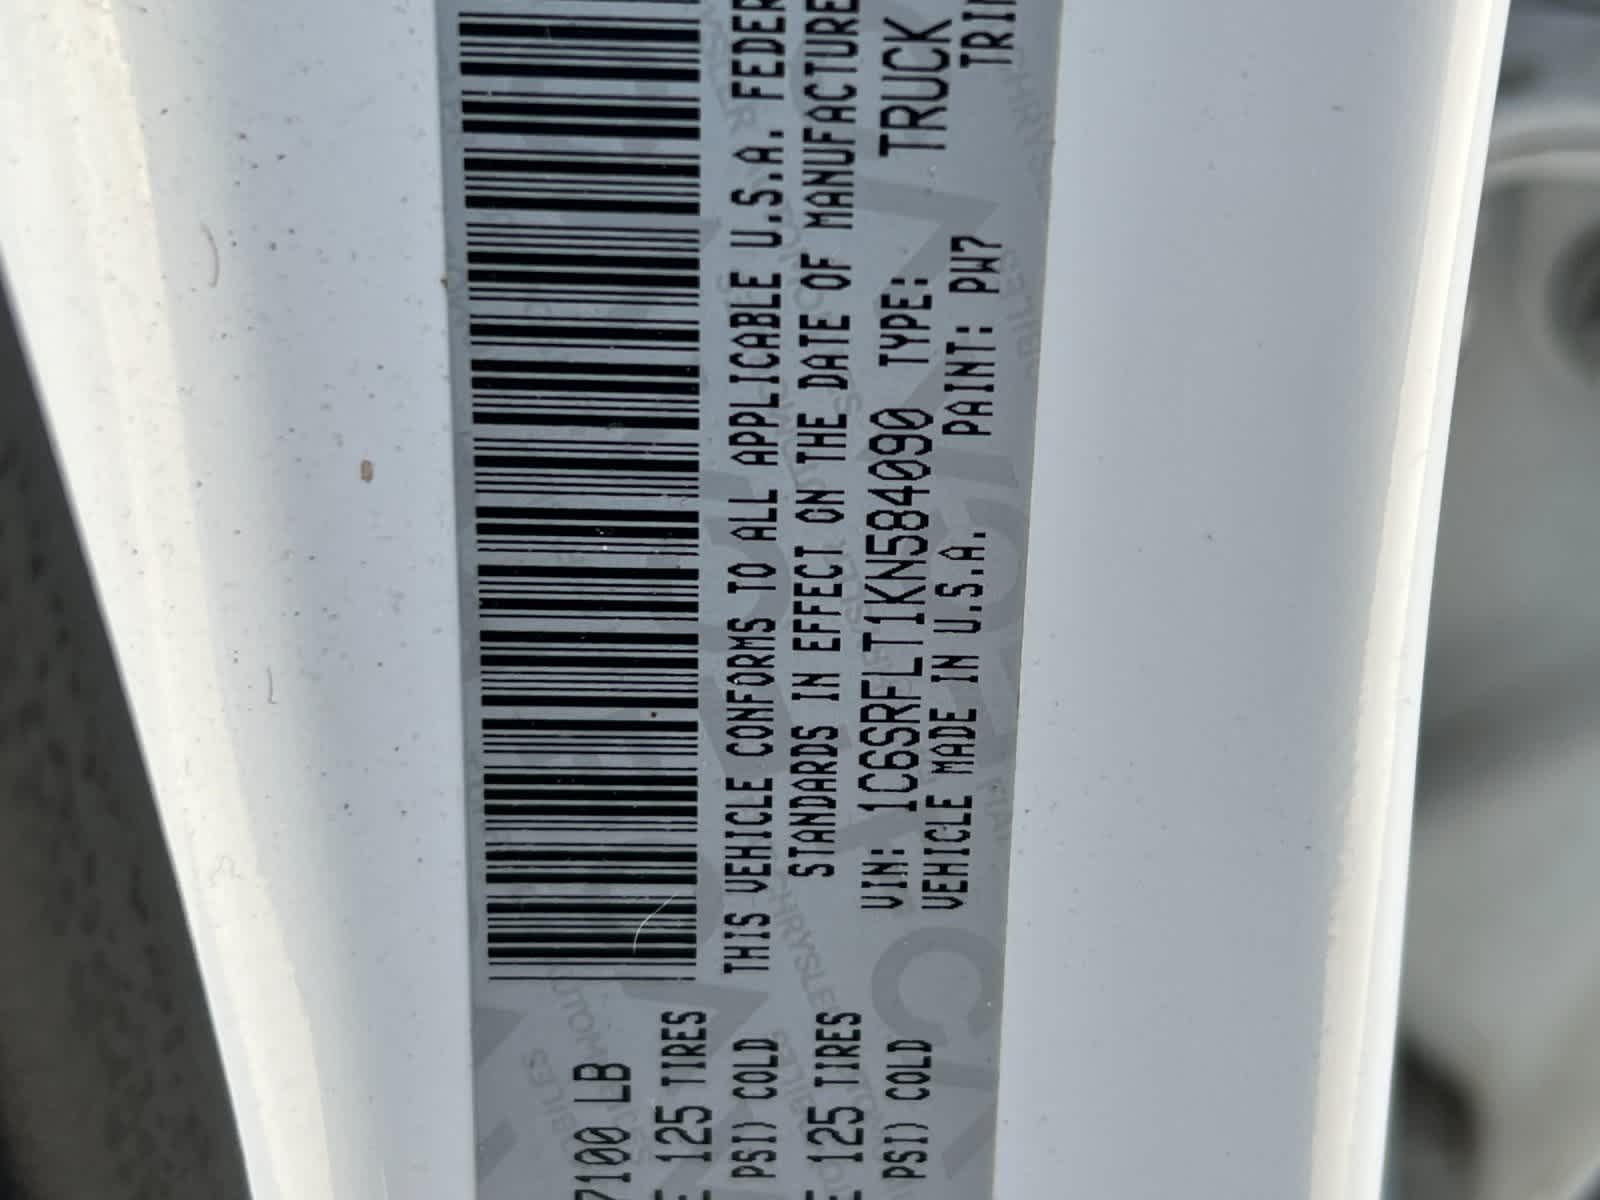 7100 LB
125 TIRES
PSI) COLD
125 TIRES
PSI) COLD
THIS VEHICLE CONFORMS TO ALL APPLICABLE U.S.A. FEDER
STANDARDS IN EFFECT ON THE DATE OF MANUFACTURE
VIN: 1C6SRFLT1KN584090 TYPE: TRUCK
VEHICLE MADE IN U.S.A. PAINT: PW7 TRIM